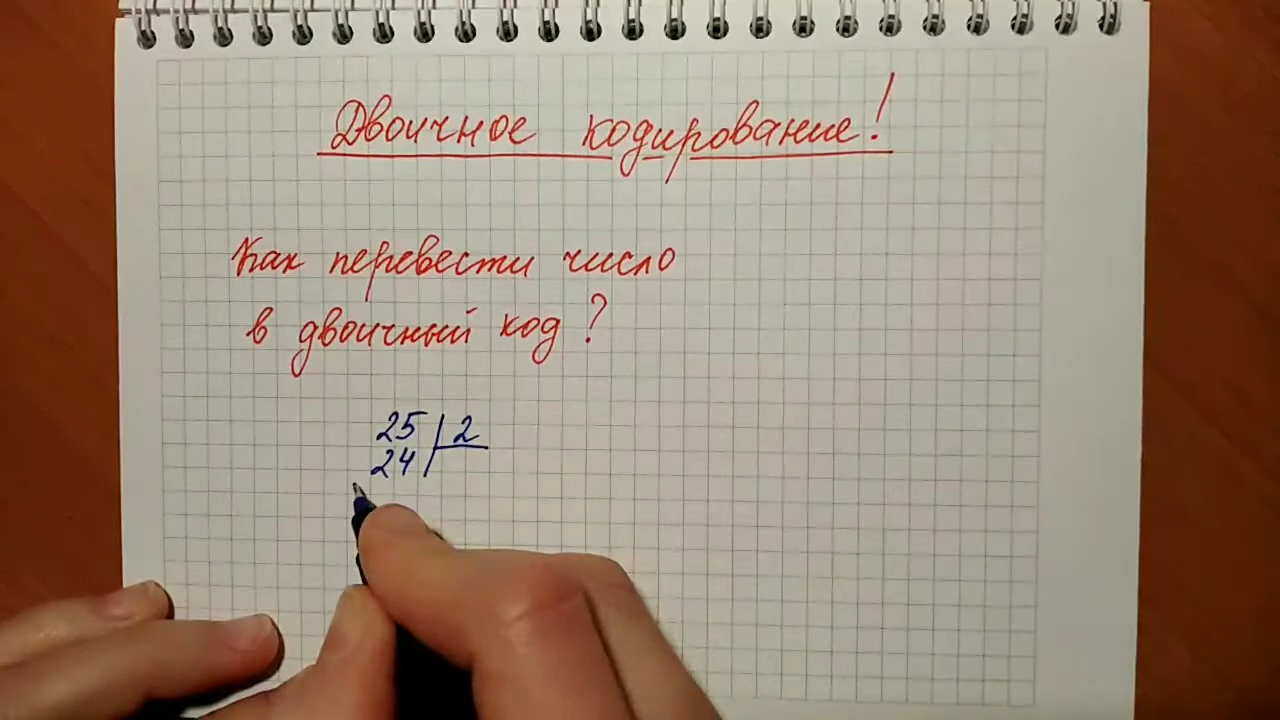 Двоичное кодирование!
Как перевести число
в двоичный код?
25 | 2
24